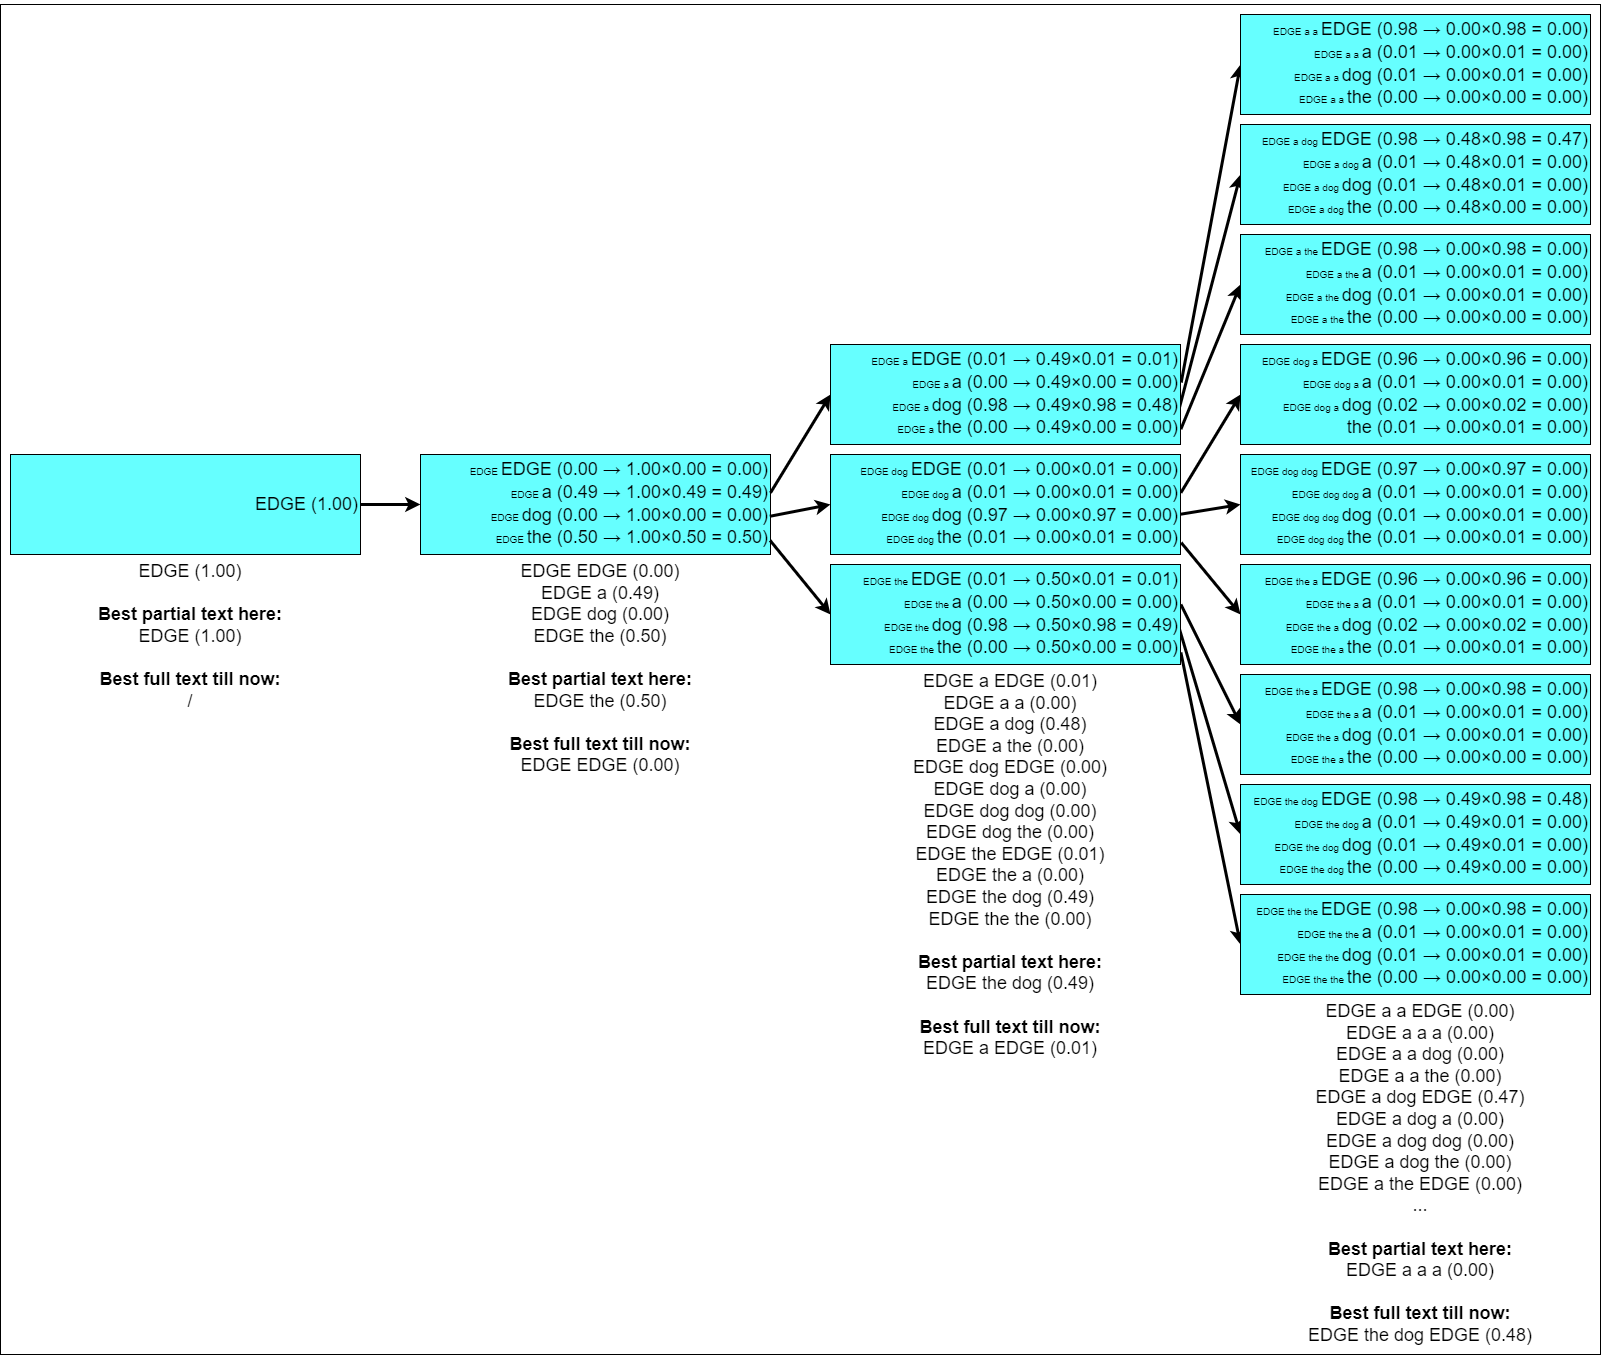 EDGE (1.00)
EDGE (1.00)
Best partial text here:
EDGE (1.00)
Best full text till now:
/
EDGE EDGE (0.00 → 1.00×0.00 = 0.00)
EDGE a (0.49 → 1.00×0.49 = 0.49)
EDGE dog (0.00 → 1.00×0.00 = 0.00)
EDGE the (0.50 → 1.00×0.50 = 0.50)
EDGE EDGE (0.00)
EDGE a (0.49)
EDGE dog (0.00)
EDGE the (0.50)
Best partial text here:
EDGE the (0.50)
Best full text till now:
EDGE EDGE (0.00)
EDGE a EDGE (0.01 → 0.49×0.01 = 0.01)
EDGE a a (0.00 → 0.49×0.00 = 0.00)
EDGE a dog (0.98 → 0.49×0.98 = 0.48)
EDGE a the (0.00 → 0.49×0.00 = 0.00)
EDGE dog EDGE (0.01 → 0.00×0.01 = 0.00)
EDGE dog a (0.01 → 0.00×0.01 = 0.00)
EDGE dog dog (0.97 → 0.00×0.97 = 0.00)
EDGE dog the (0.01 → 0.00×0.01 = 0.00)
EDGE the EDGE (0.01 → 0.50×0.01 = 0.01)
EDGE the a (0.00 → 0.50×0.00 = 0.00)
EDGE the dog (0.98 → 0.50×0.98 = 0.49)
EDGE the the (0.00 → 0.50×0.00 = 0.00)
EDGE a EDGE (0.01)
EDGE a a (0.00)
EDGE a dog (0.48)
EDGE a the (0.00)
EDGE dog EDGE (0.00)
EDGE dog a (0.00)
EDGE dog dog (0.00)
EDGE dog the (0.00)
EDGE the EDGE (0.01)
EDGE the a (0.00)
EDGE the dog (0.49)
EDGE the the (0.00)
Best partial text here:
EDGE the dog (0.49)
Best full text till now:
EDGE a EDGE (0.01)
EDGE a a EDGE (0.98 → 0.00×0.98 = 0.00)
EDGE a a a (0.01 → 0.00×0.01 = 0.00)
EDGE a a dog (0.01 → 0.00×0.01 = 0.00)
EDGE a a the (0.00 → 0.00×0.00 = 0.00)
EDGE a dog EDGE (0.98 → 0.48×0.98 = 0.47)
EDGE a dog a (0.01 → 0.48×0.01 = 0.00)
EDGE a dog dog (0.01 → 0.48×0.01 = 0.00)
EDGE a dog the (0.00 → 0.48×0.00 = 0.00)
EDGE a the EDGE (0.98 → 0.00×0.98 = 0.00)
EDGE a the a (0.01 → 0.00×0.01 = 0.00)
EDGE a the dog (0.01 → 0.00×0.01 = 0.00)
EDGE a the the (0.00 → 0.00×0.00 = 0.00)
EDGE dog a EDGE (0.96 → 0.00×0.96 = 0.00)
EDGE dog a a (0.01 → 0.00×0.01 = 0.00)
EDGE dog a dog (0.02 → 0.00×0.02 = 0.00)
the (0.01 → 0.00×0.01 = 0.00)
EDGE dog dog EDGE (0.97 → 0.00×0.97 = 0.00)
EDGE dog dog a (0.01 → 0.00×0.01 = 0.00)
EDGE dog dog dog (0.01 → 0.00×0.01 = 0.00)
EDGE dog dog the (0.01 → 0.00×0.01 = 0.00)
EDGE the a EDGE (0.96 → 0.00×0.96 = 0.00)
EDGE the a a (0.01 → 0.00×0.01 = 0.00)
EDGE the a dog (0.02 → 0.00×0.02 = 0.00)
EDGE the a the (0.01 → 0.00×0.01 = 0.00)
EDGE the a EDGE (0.98 → 0.00×0.98 = 0.00)
EDGE the a a (0.01 → 0.00×0.01 = 0.00)
EDGE the a dog (0.01 → 0.00×0.01 = 0.00)
EDGE the a the (0.00 → 0.00×0.00 = 0.00)
EDGE the dog EDGE (0.98 → 0.49×0.98 = 0.48)
EDGE the dog a (0.01 → 0.49×0.01 = 0.00)
EDGE the dog dog (0.01 → 0.49×0.01 = 0.00)
EDGE the dog the (0.00 → 0.49×0.00 = 0.00)
EDGE the the EDGE (0.98 → 0.00×0.98 = 0.00)
EDGE the the a (0.01 → 0.00×0.01 = 0.00)
EDGE the the dog (0.01 → 0.00×0.01 = 0.00)
EDGE the the the (0.00 → 0.00×0.00 = 0.00)
EDGE a a EDGE (0.00)
EDGE a a a (0.00)
EDGE a a dog (0.00)
EDGE a a the (0.00)
EDGE a dog EDGE (0.47)
EDGE a dog a (0.00)
EDGE a dog dog (0.00)
EDGE a dog the (0.00)
EDGE a the EDGE (0.00)
...
Best partial text here:
EDGE a a a (0.00)
Best full text till now:
EDGE the dog EDGE (0.48)